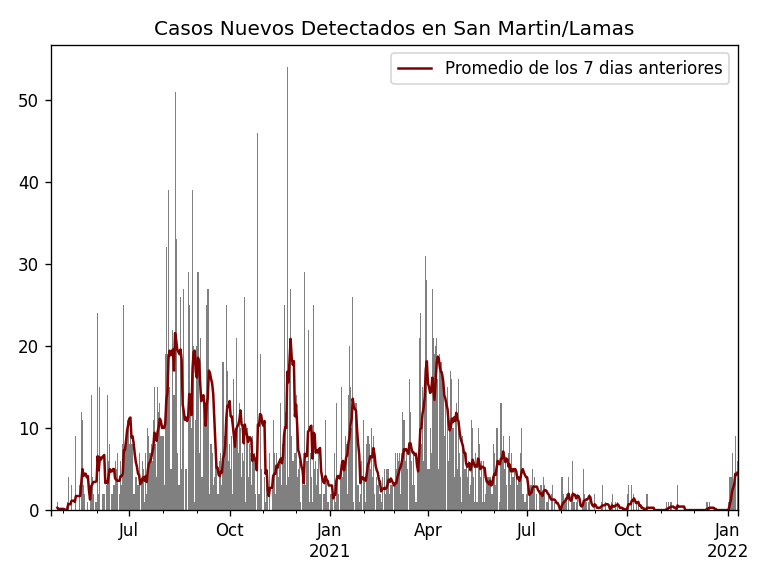 Casos Nuevos Detectados en San Martin/Lamas
Promedio de los 7 dias anteriores
50
40
30
20
10
0
Jul
Oct
Jan
2021
Apr
Jul
Oct
Jan
2022